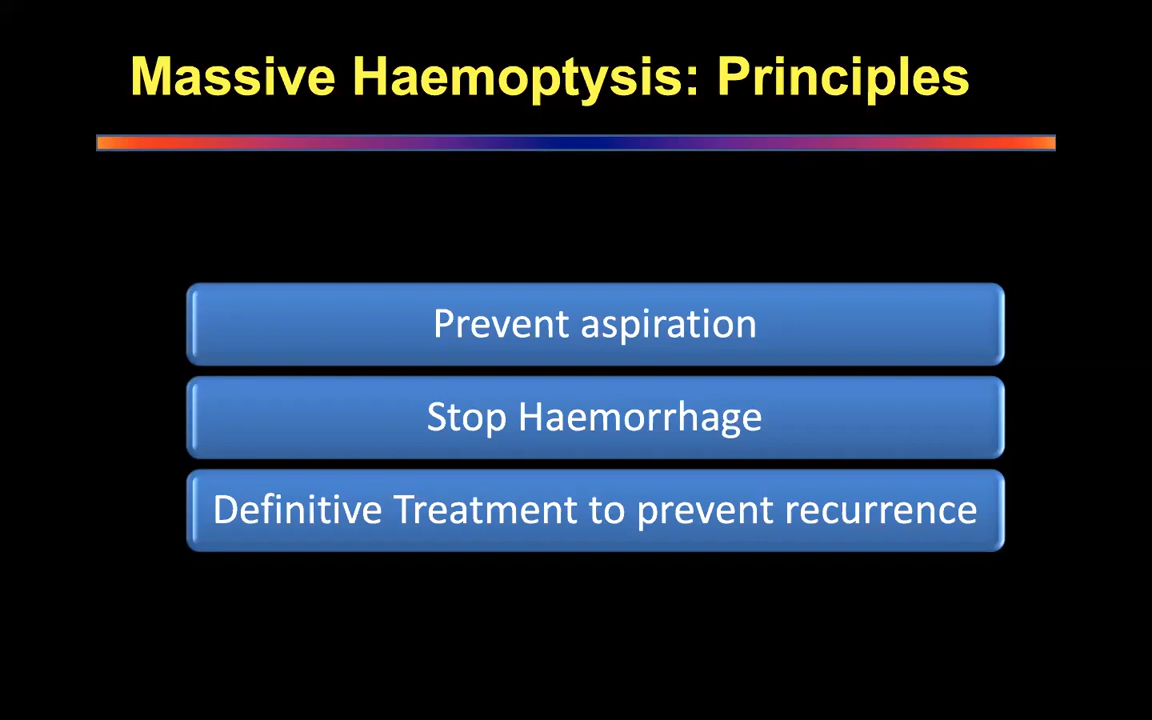 Massive Haemoptysis: Principles
Prevent aspiration
Stop Haemorrhage
Definitive Treatment to prevent recurrence